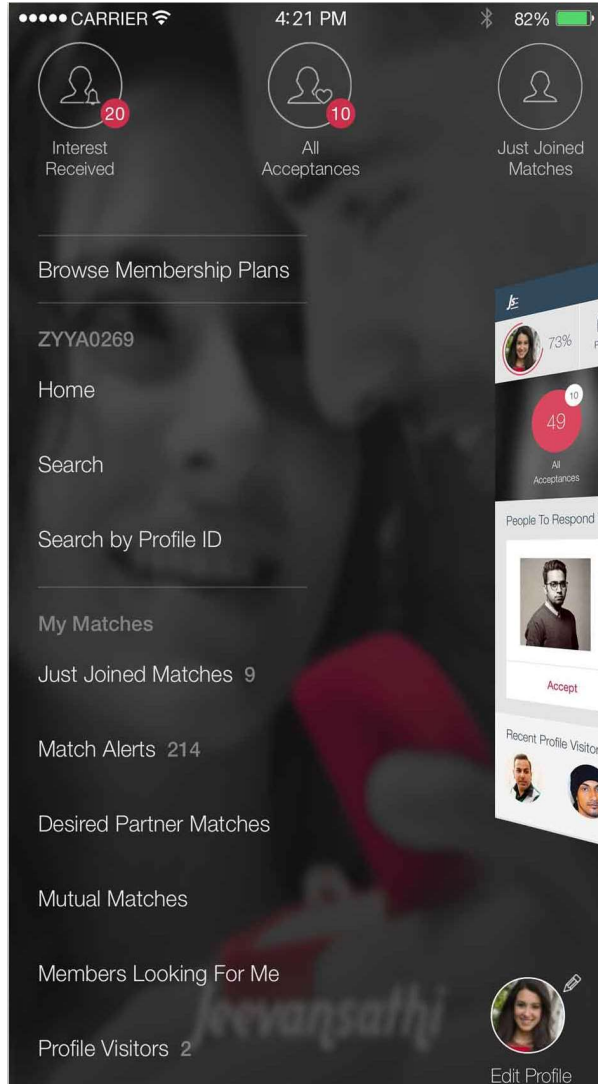 CARRIER 4:21 PM 82%
20
10
Interest
Received
All
Acceptances
Just Joined
Matches
Browse Membership Plans
ZYYA0269
Home
Search
Search by Profile ID
My Matches
Just Joined Matches 9
Match Alerts 214
Desired Partner Matches
Mutual Matches
Members Looking For Me
Profile Visitors 2
JS
73%
10
49
All
Acceptances
People To Respond
Accept
Recent Profile Visitor
jeevansathi
Edit Profile